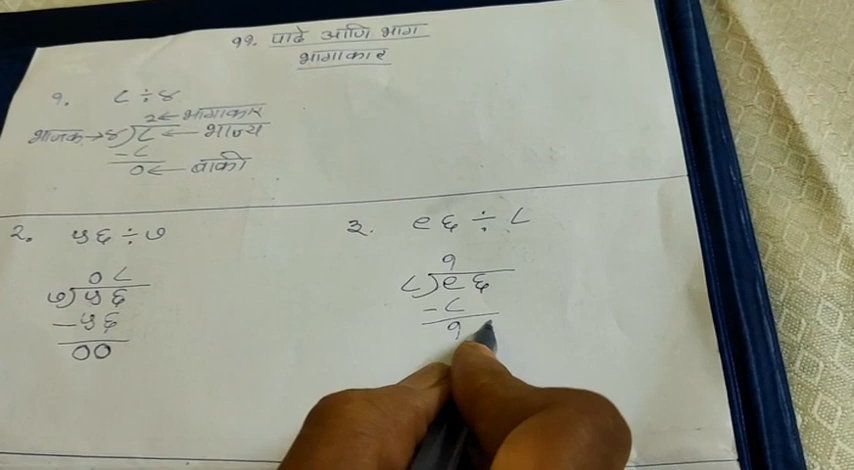 ११. पाढे आणि भाग
भागाकार
१. ८ ÷ ४
२ ← भागाकार
भाजक → ४) ८ ← भाज्य
- ८
० ← बाकी
२. ५६ ÷ ७
०८
७) ५६
- ५६
००
३. ९६ ÷ ८
१
८) ९६
- ८
१